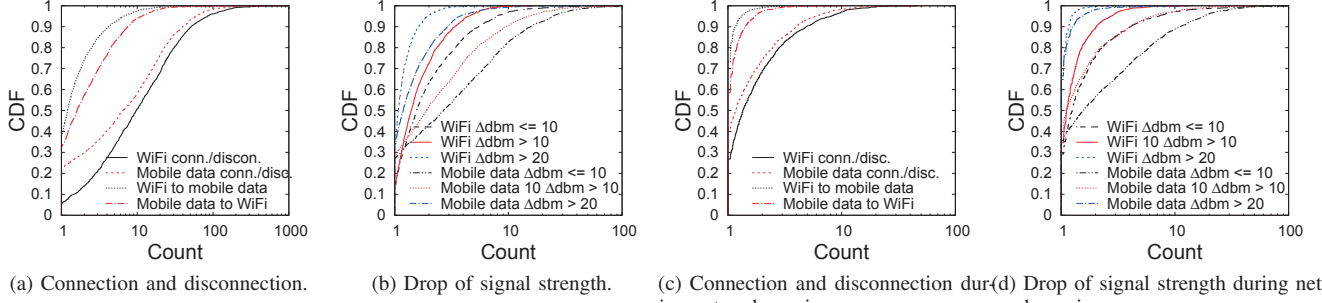 CDF
1
0.9
0.8
0.7
0.6
0.5
0.4
0.3
0.2
0.1
0
WiFi conn./discon.
Mobile data conn./disc.
WiFi to mobile data
Mobile data to WiFi
1 10 100 1000
Count
(a) Connection and disconnection.
CDF
1
0.9
0.8
0.7
0.6
0.5
0.4
0.3
0.2
0.1
0
WiFi Δdbm <= 10
WiFi 10 Δdbm > 10
WiFi Δdbm > 20
Mobile data Δdbm <= 10
Mobile data 10 Δdbm > 10
Mobile data Δdbm > 20
1 10 100
Count
(b) Drop of signal strength.
CDF
1
0.9
0.8
0.7
0.6
0.5
0.4
0.3
0.2
0.1
0
WiFi conn./disc.
Mobile data conn./disc.
WiFi to mobile data
Mobile data to WiFi
1 10 100
Count
(c) Connection and disconnection dur-
CDF
1
0.9
0.8
0.7
0.6
0.5
0.4
0.3
0.2
0.1
0
WiFi Δdbm <= 10
WiFi 10 Δdbm > 10
WiFi Δdbm > 20
Mobile data Δdbm <= 10
Mobile data 10 Δdbm > 10
Mobile data Δdbm > 20
1 10 100
Count
(d) Drop of signal strength during net